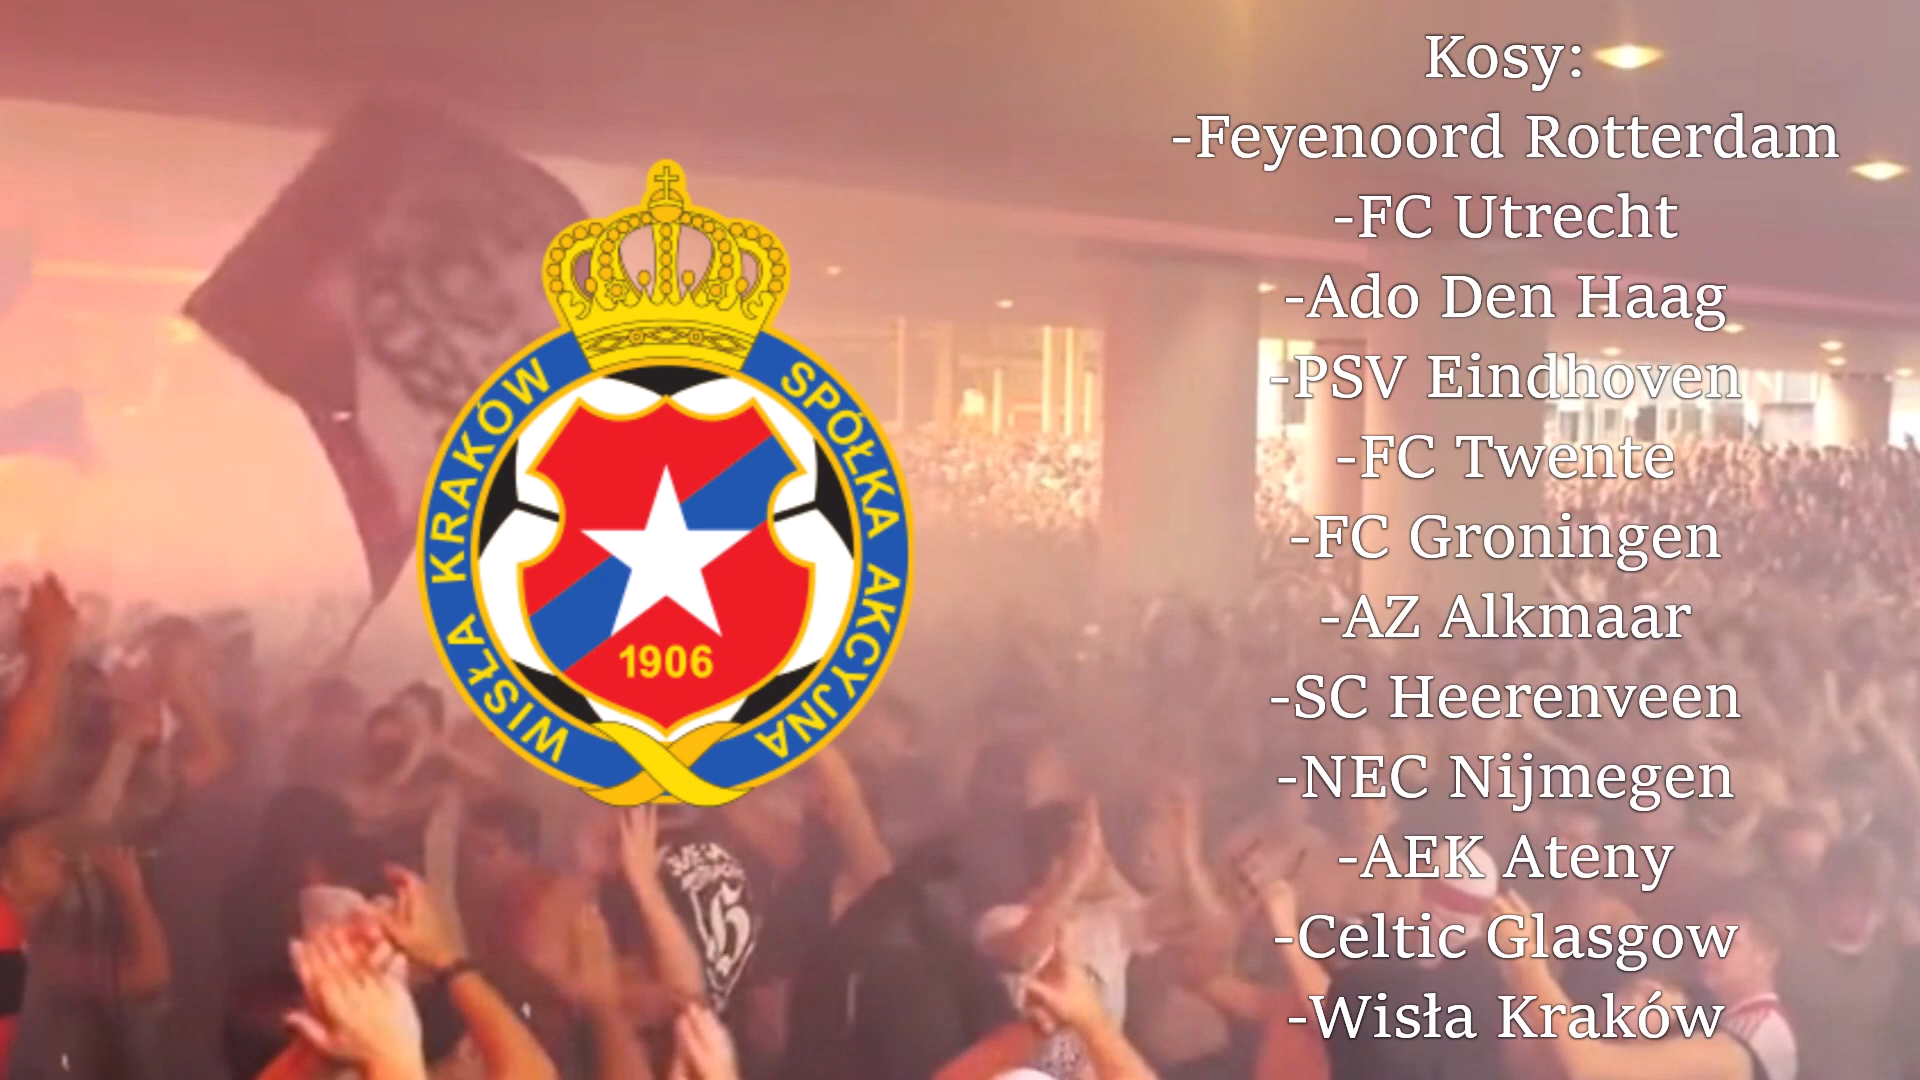 Kosy:
-Feyenoord Rotterdam
-FC Utrecht
-Ado Den Haag
-PSV Eindhoven
-FC Twente
-FC Groningen
-AZ Alkmaar
-SC Heerenveen
-NEC Nijmegen
-AEK Ateny
-Celtic Glasgow
-Wisła Kraków
WISŁA KRAKÓW
SPÓŁKA AKCYJNA
1906